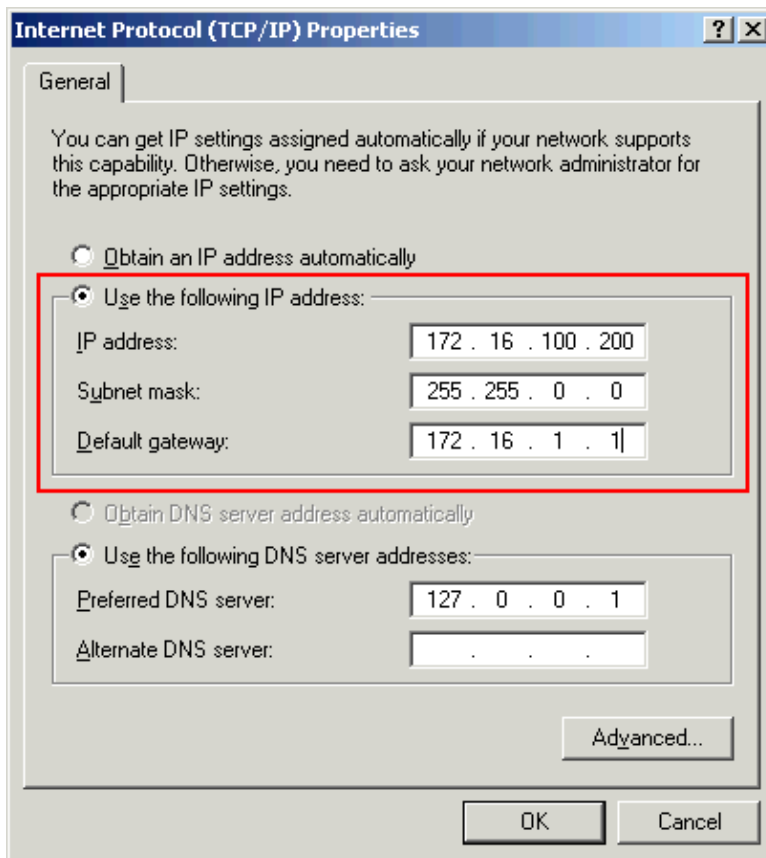 Internet Protocol (TCP/IP) Properties
General
You can get IP settings assigned automatically if your network supports
this capability. Otherwise, you need to ask your network administrator for
the appropriate IP settings.
Obtain an IP address automatically
Use the following IP address:
IP address: 172 . 16 . 100 . 200
Subnet mask: 255 . 255 . 0 . 0
Default gateway: 172 . 16 . 1 . 1
Obtain DNS server address automatically
Use the following DNS server addresses:
Preferred DNS server: 127 . 0 . 0 . 1
Alternate DNS server: . . .
Advanced...
OK Cancel